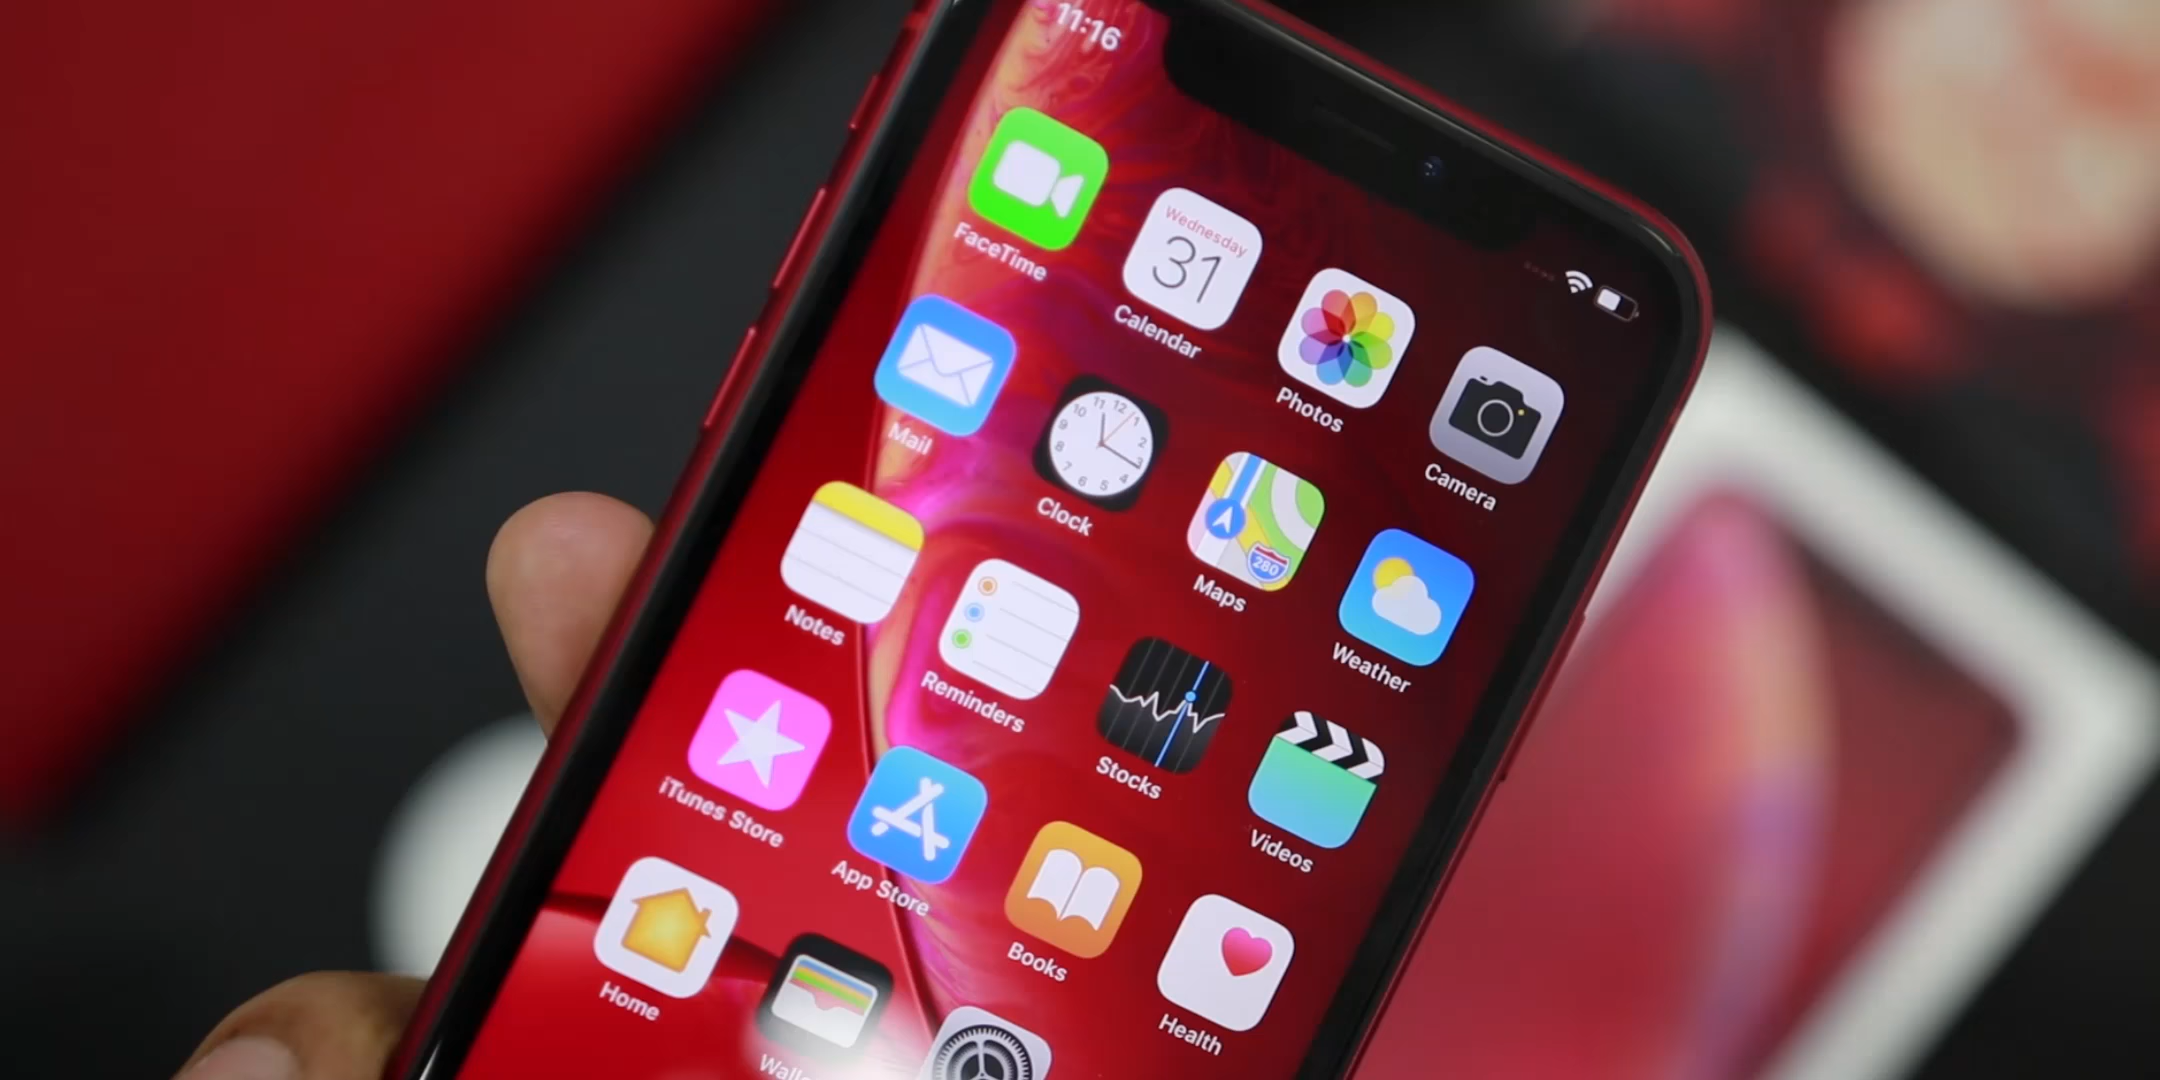 11:16
FaceTime
Wednesday
31
Calendar
Photos
Camera
Mail
Clock
Maps
280
Weather
Notes
Reminders
Stocks
Videos
iTunes Store
App Store
Books
Health
Home